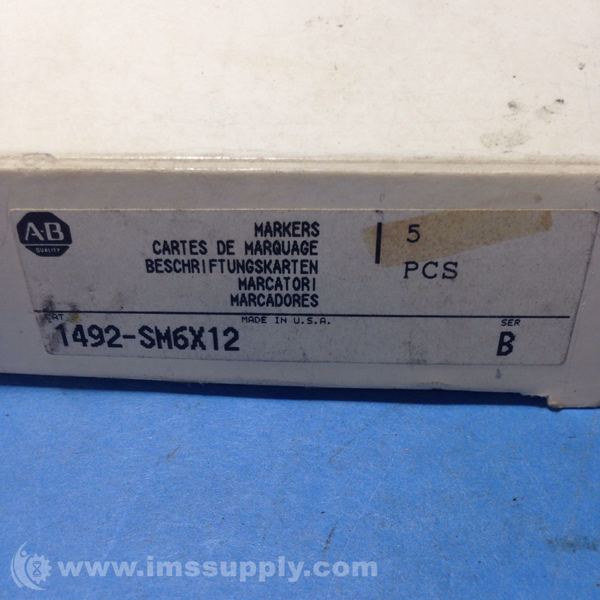 AB
QUALITY
MARKERS
CARTES DE MARQUAGE
BESCHRIFTUNGSKARTEN
MARCATORI
MARCADORES
5
PCS
CAT
MADE IN U.S.A.
SER
1492-SM6X12
B
www.imssupply.com